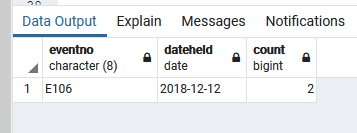 Data Output Explain Messages Notifications
eventno dateheld count
character (8) date bigint
1 E106 2018-12-12 2